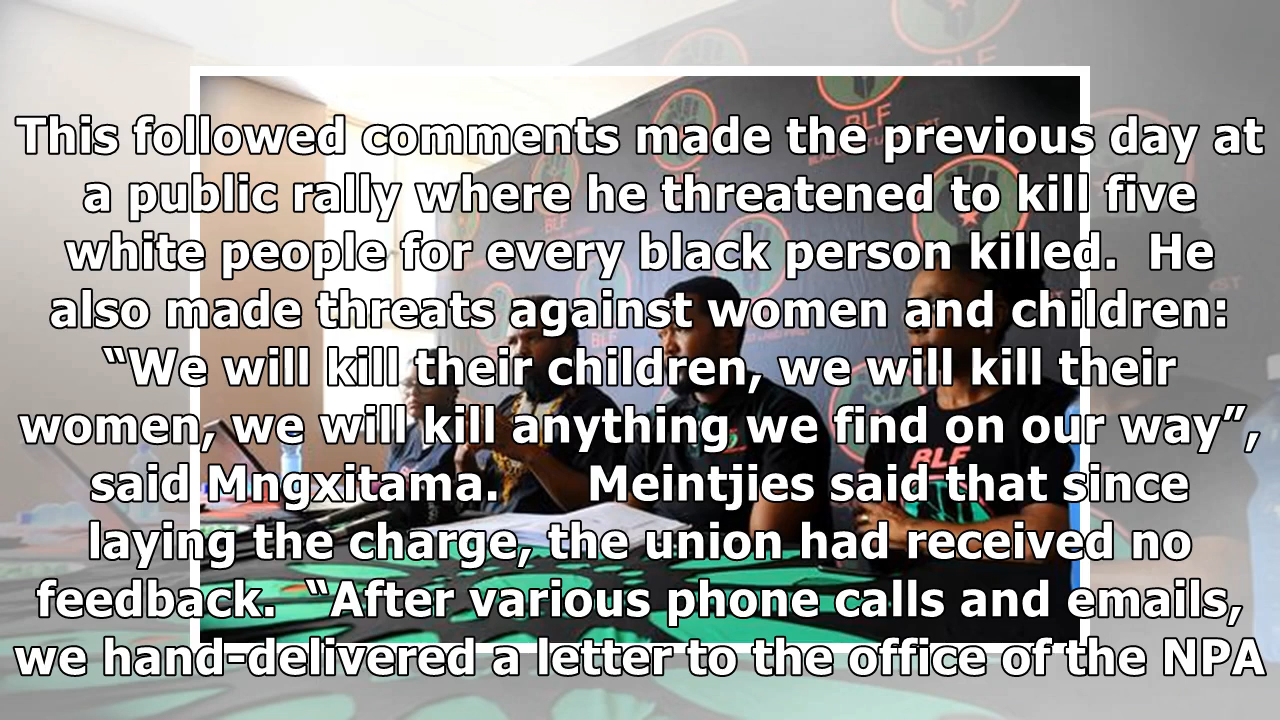 This followed comments made the previous day at
a public rally where he threatened to kill five
white people for every black person killed.  He
also made threats against women and children:
“We will kill their children, we will kill their
women, we will kill anything we find on our way”,
said Mngxitama.      Meintjies said that since
laying the charge, the union had received no
feedback.  “After various phone calls and emails,
we hand-delivered a letter to the office of the NPA
BLF
BLF
BLF
BLF